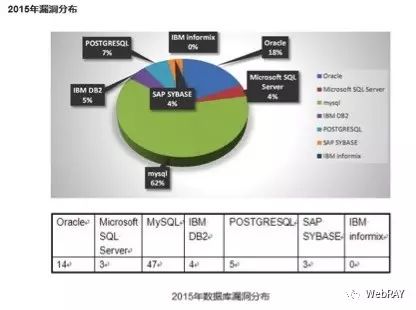 2015年漏洞分布
IBM informix
0%
POSTGRESQL
7%
Oracle
18%
Microsoft SQL
Server
4%
IBM DB2
5%
SAP SYBASE
4%
mysql
62%
Oracle
Microsoft SQL Server
mysql
IBM DB2
POSTGRESQL
SAP SYBASE
IBM informix
Oracle Microsoft SQL Server MySQL IBM DB2 POSTGRESQL SAP SYBASE IBM informix
14 3 47 4 5 3 0
2015年数据库漏洞分布
WebRAY